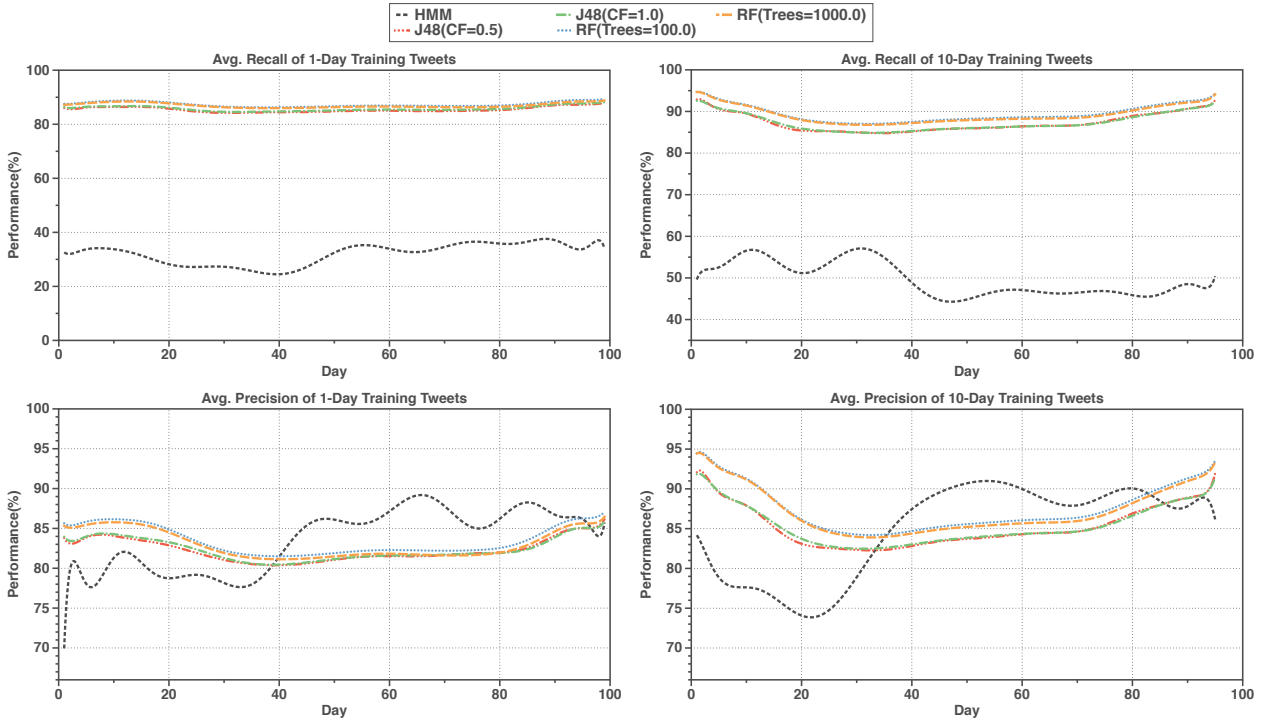 HMM J48(CF=1.0) RF(Trees=1000.0)
J48(CF=0.5) RF(Trees=100.0)
Avg. Recall of 1-Day Training Tweets
Performance(%)
100
80
60
40
20
0
0 20 40 60 80 100
Day
Avg. Recall of 10-Day Training Tweets
Performance(%)
100
90
80
70
60
50
40
0 20 40 60 80 100
Day
Avg. Precision of 1-Day Training Tweets
Performance(%)
100
95
90
85
80
75
70
0 20 40 60 80 100
Day
Avg. Precision of 10-Day Training Tweets
Performance(%)
100
95
90
85
80
75
70
0 20 40 60 80 100
Day